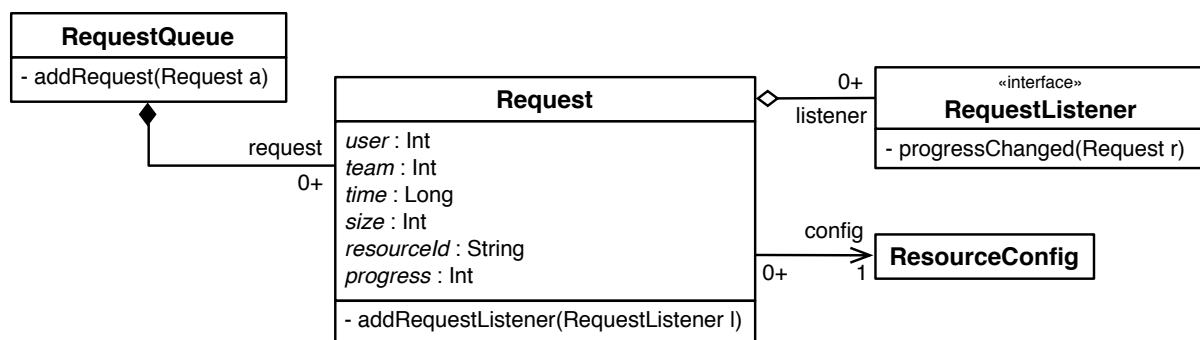 RequestQueue
- addRequest(Request a)
request
0+
Request
user : Int
team : Int
time : Long
size : Int
resourceId : String
progress : Int
- addRequestListener(RequestListener l)
0+
listener
«interface»
RequestListener
- progressChanged(Request r)
config
0+
1
ResourceConfig